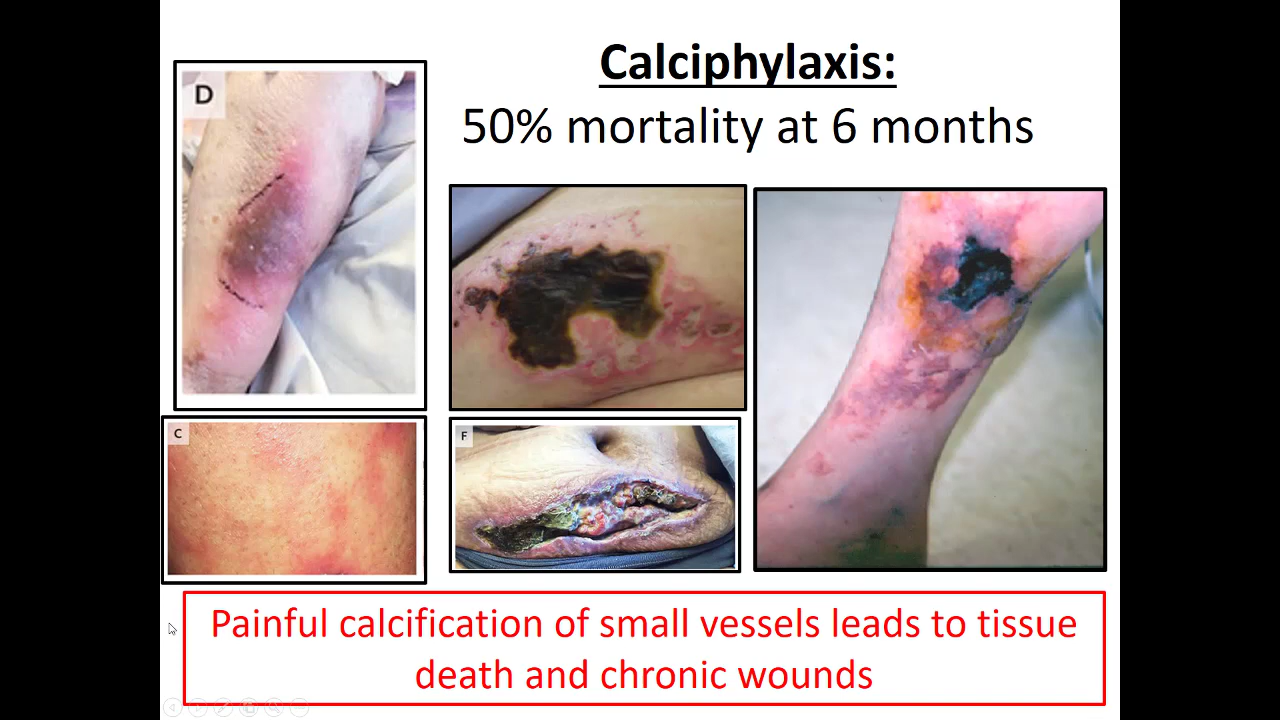 Calciphylaxis:
50% mortality at 6 months
D
C
F
Painful calcification of small vessels leads to tissue
death and chronic wounds